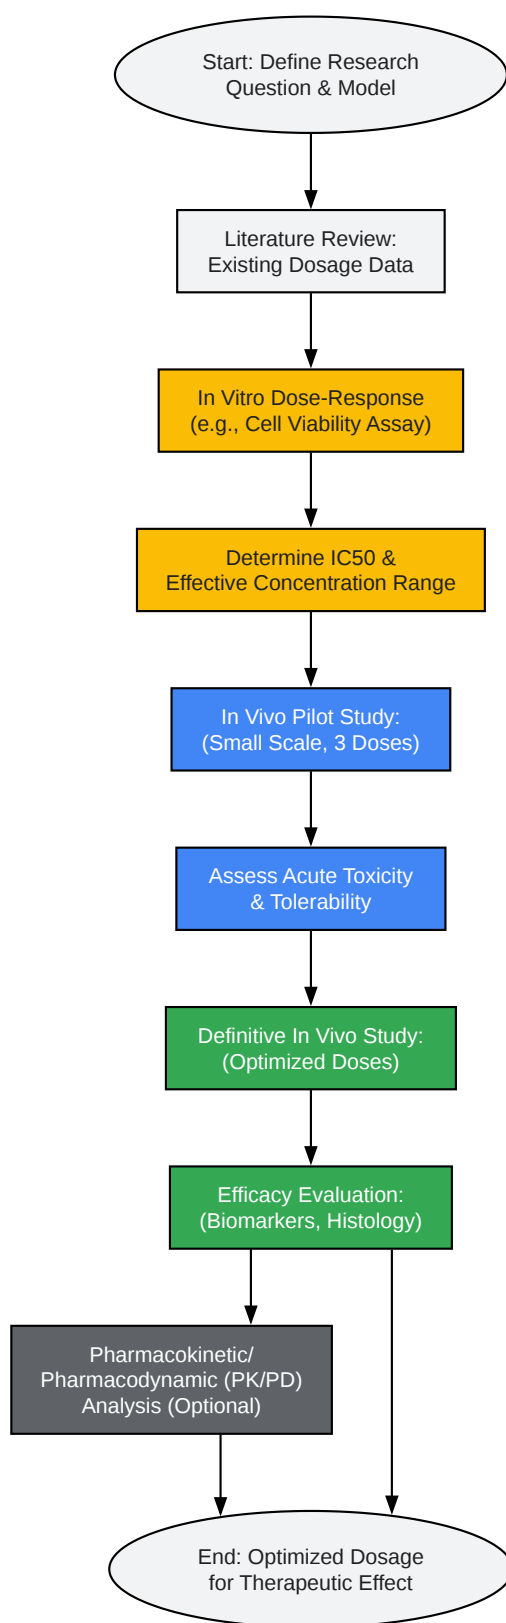 Start: Define Research
Question & Model
Literature Review:
Existing Dosage Data
In Vitro Dose-Response
(e.g., Cell Viability Assay)
Determine IC50 &
Effective Concentration Range
In Vivo Pilot Study:
(Small Scale, 3 Doses)
Assess Acute Toxicity
& Tolerability
Definitive In Vivo Study:
(Optimized Doses)
Efficacy Evaluation:
(Biomarkers, Histology)
Pharmacokinetic/
Pharmacodynamic (PK/PD)
Analysis (Optional)
End: Optimized Dosage
for Therapeutic Effect